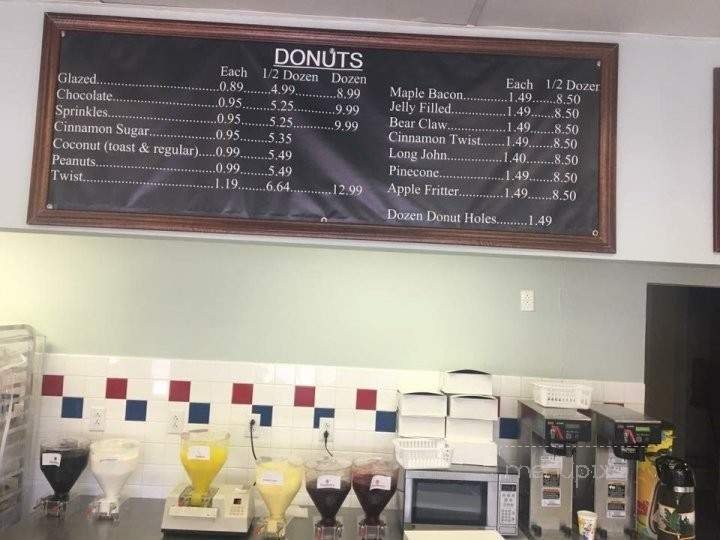 DONUTS
Each 1/2 Dozen Dozen
Glazed..............................0.89.......4.99............8.99
Chocolate..........................0.95.......5.25............9.99
Sprinkles...........................0.95.......5.25............9.99
Cinnamon Sugar................0.95.......5.35
Coconut (toast & regular)....0.99.......5.49
Peanuts..............................0.99.......5.49
Twist.................................1.19.......6.64............12.99
Each 1/2 Dozen
Maple Bacon............1.49......8.50
Jelly Filled...............1.49......8.50
Bear Claw................1.49......8.50
Cinnamon Twist.......1.49......8.50
Long John................1.40.......8.50
Pinecone..................1.49......8.50
Apple Fritter............1.49......8.50
Dozen Donut Holes.........1.49
menupix